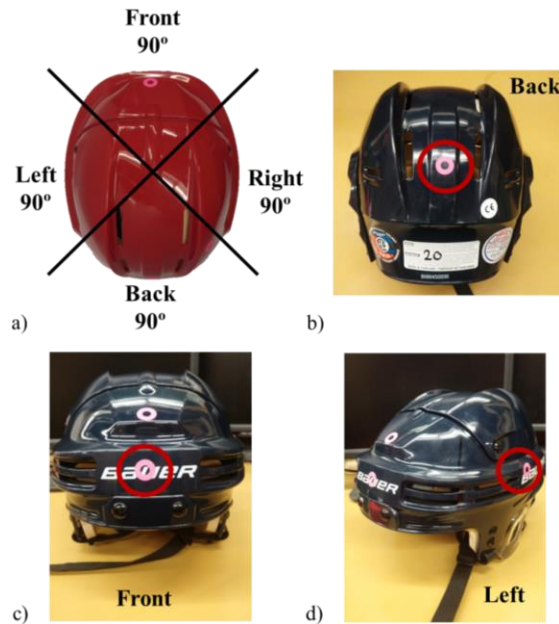 Front
90º
Left
90º
Right
90º
Back
90º
a)
Back
20
b)
BAUER
Front
c)
BAUER
Left
d)